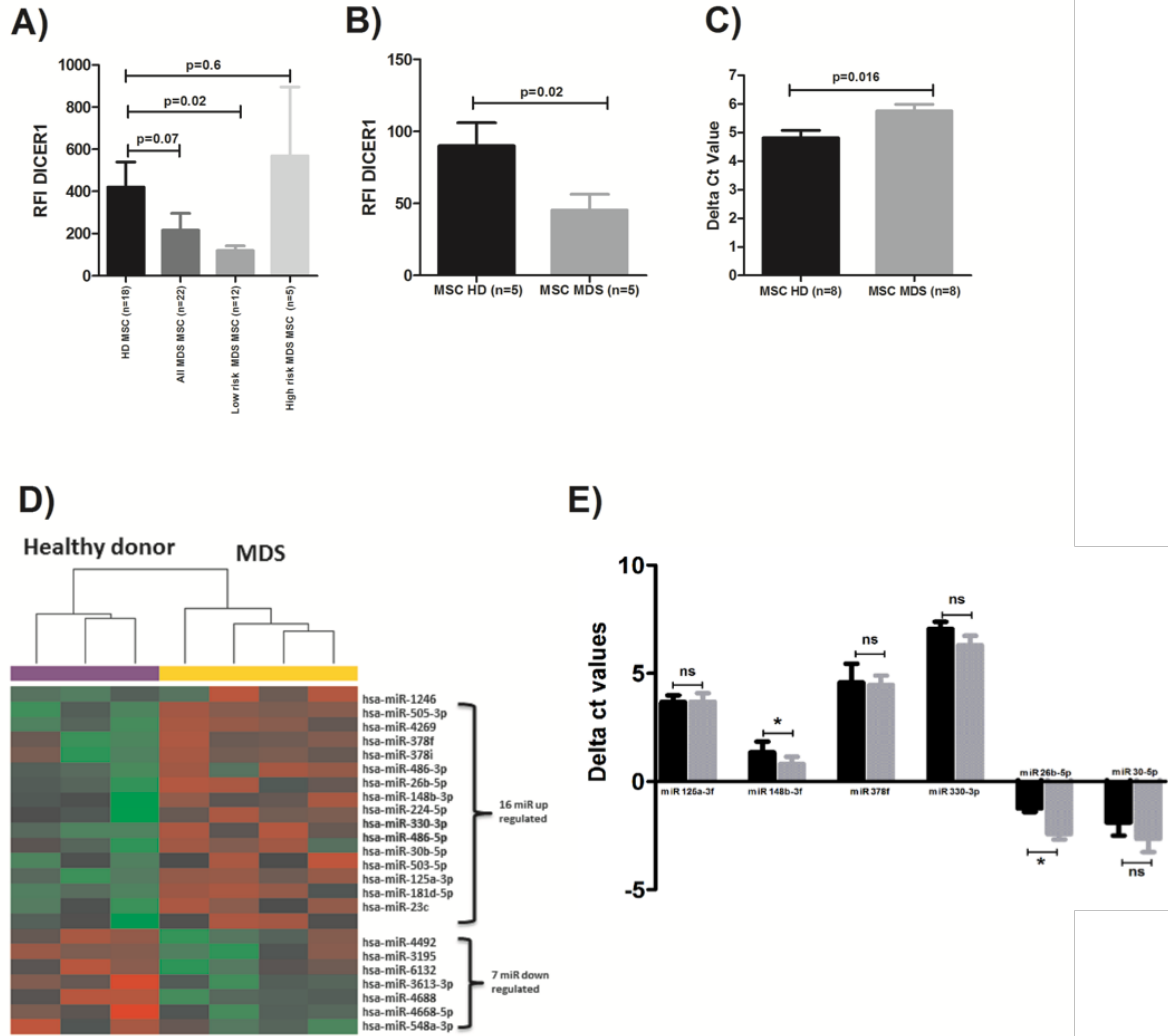 A)
1000
800
600
400
200
0
RFI DICER1
p=0.6
p=0.02
p=0.07
HD MSC (n=18)
All MDS MSC (n=22)
Low risk MDS MSC (n=12)
High risk MDS MSC (n=5)
B)
150
100
50
0
RFI DICER1
p=0.02
MSC HD (n=5)
MSC MDS (n=5)
C)
7
6
5
4
3
2
1
0
Delta Ct Value
p=0.016
MSC HD (n=8)
MSC MDS (n=8)
D)
Healthy donor
MDS
hsa-miR-1246
hsa-miR-505-3p
hsa-miR-4269
hsa-miR-378f
hsa-miR-378i
hsa-miR-486-3p
hsa-miR-26b-5p
hsa-miR-148b-3p
hsa-miR-224-5p
hsa-miR-330-3p
hsa-miR-486-5p
hsa-miR-30b-5p
hsa-miR-503-5p
hsa-miR-125a-3p
hsa-miR-181d-5p
hsa-miR-23c
16 miR up
regulated
hsa-miR-4492
hsa-miR-3195
hsa-miR-6132
hsa-miR-3613-3p
hsa-miR-4688
hsa-miR-4668-5p
hsa-miR-548a-3p
7 miR down
regulated
E)
10
5
0
-5
Delta ct values
ns
*
ns
ns
miR 125a-3f
miR 148b-3f
miR 378f
miR 330-3p
miR 26b-5p
miR 30-5p
*
ns